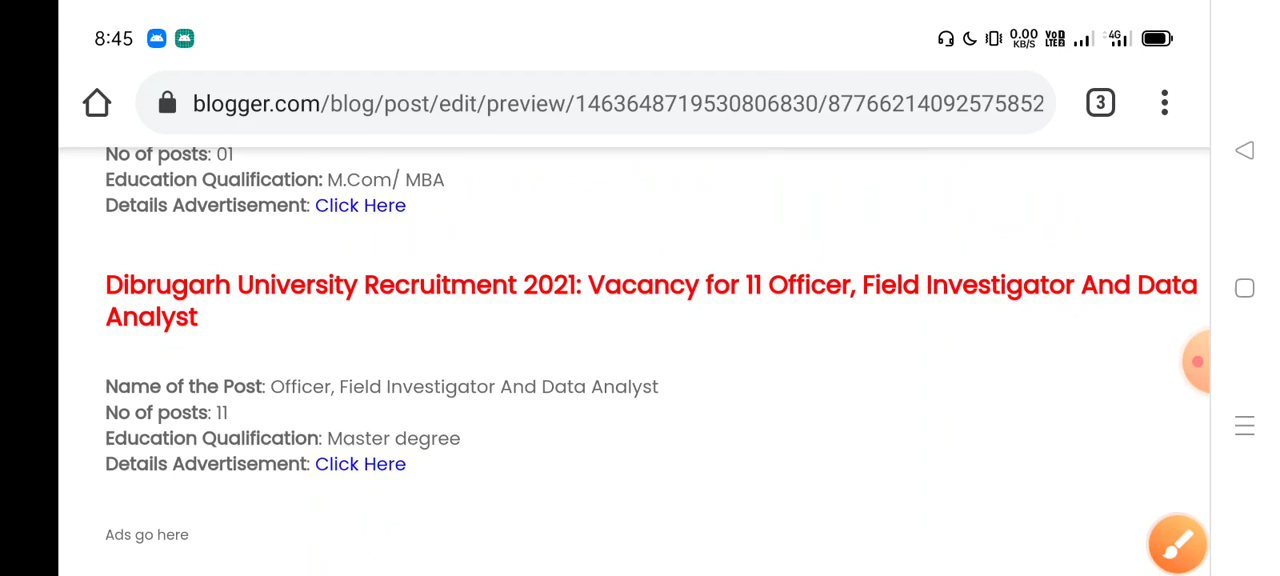 8:45
0.00
KB/S
VoD
LTE2
4G
blogger.com/blog/post/edit/preview/1463648719530806830/87766214092575852
3
No of posts: 01
Education Qualification: M.Com/ MBA
Details Advertisement: Click Here
Dibrugarh University Recruitment 2021: Vacancy for 11 Officer, Field Investigator And Data
Analyst
Name of the Post: Officer, Field Investigator And Data Analyst
No of posts: 11
Education Qualification: Master degree
Details Advertisement: Click Here
Ads go here